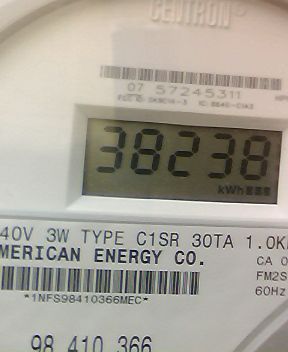 CENTRON®
07 57245311
38238
kWh
40V 3W TYPE C1SR 30TA 1.0K
MERICAN ENERGY CO.
CA 0
FM2S
60Hz
*1NFS98410366MEC*
98 410 366